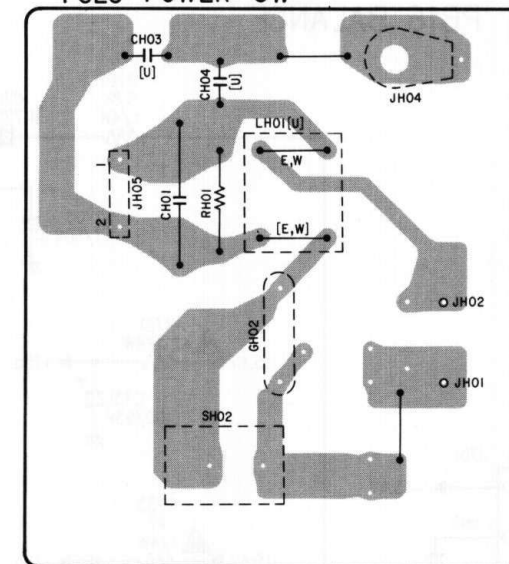 CH03
[U]
CH04
[U]
JH04
LH01[U]
E,W
1
JH05
2
CH01
RH01
[E,W]
JH02
GH02
JH01
SH02